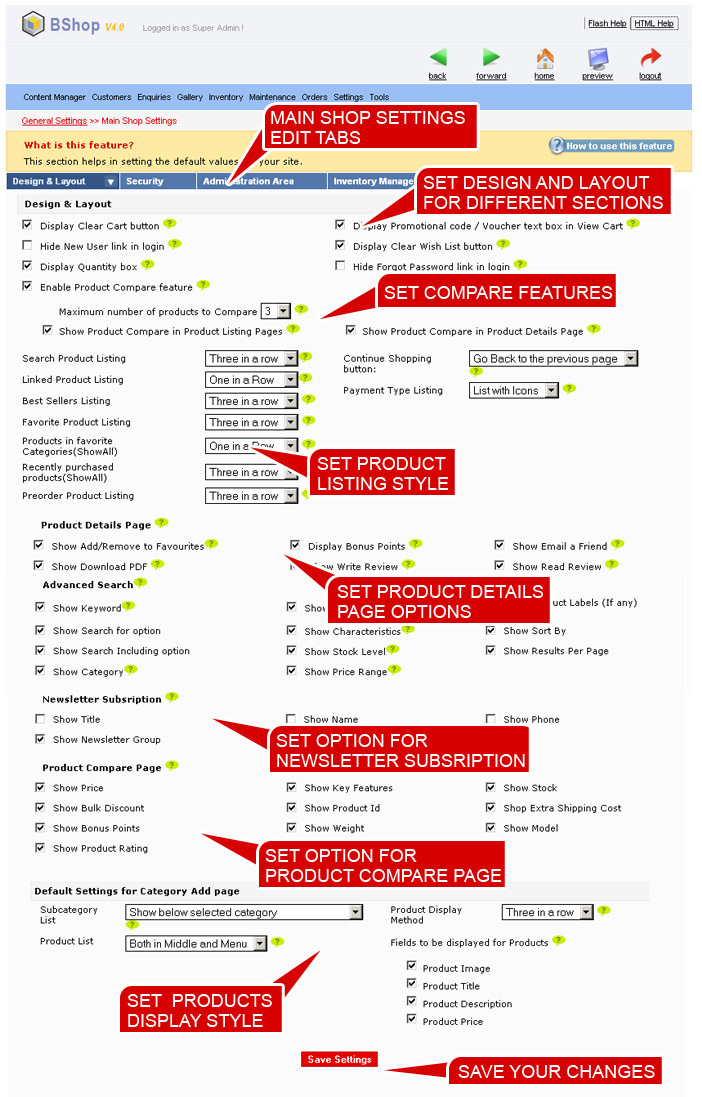 BShop V4.0 Logged in as Super Admin ! Flash Help HTML Help
back forward home preview logout
Content Manager Customers Enquiries Gallery Inventory Maintenance Orders Settings Tools
General Settings >> Main Shop Settings
MAIN SHOP SETTINGS
EDIT TABS
What is this feature?
? How to use this feature
This section helps in setting the default values your site.
Design & Layout Security Administration Area Inventory Manage
SET DESIGN AND LAYOUT
FOR DIFFERENT SECTIONS
Design & Layout
Display Clear Cart button ? Display Promotional code / Voucher text box in View Cart ?
Hide New User link in login ? Display Clear Wish List button ?
Display Quantity box ? Hide Forgot Password link in login ?
Enable Product Compare feature ?
SET COMPARE FEATURES
Maximum number of products to Compare 3 ?
Show Product Compare in Product Listing Pages ? Show Product Compare in Product Details Page ?
Search Product Listing Three in a row ? Continue Shopping button: Go Back to the previous page ?
Linked Product Listing One in a Row ? Payment Type Listing List with Icons ?
Best Sellers Listing Three in a row ?
Favorite Product Listing Three in a row ?
Products in favorite
Categories(ShowAll) One in a Row ?
SET PRODUCT
LISTING STYLE
Recently purchased
products(ShowAll) Three in a row
Preorder Product Listing Three in a row
Product Details Page ?
Show Add/Remove to Favourites ? Display Bonus Points ? Show Email a Friend ?
Show Download PDF ? Show Write Review ? Show Read Review ?
SET PRODUCT DETAILS
PAGE OPTIONS
Advanced Search ?
Show Keyword ? Show uct Labels (If any)
Show Search for option Show Characteristics ? Show Sort By
Show Search Including option Show Stock Level ? Show Results Per Page
Show Category ? Show Price Range ?
Newsletter Subsription ?
Show Title Show Name Show Phone
Show Newsletter Group
SET OPTION FOR
NEWSLETTER SUBSRIPTION
Product Compare Page ?
Show Price Show Key Features Show Stock
Show Bulk Discount Show Product Id Shop Extra Shipping Cost
Show Bonus Points Show Weight Show Model
Show Product Rating
SET OPTION FOR
PRODUCT COMPARE PAGE
Default Settings for Category Add page
Subcategory
List Show below selected category ? Product Display
Method Three in a row ?
Product List Both in Middle and Menu ? Fields to be displayed for Products ?
Product Image
Product Title
Product Description
Product Price
SET PRODUCTS
DISPLAY STYLE
Save Settings
SAVE YOUR CHANGES